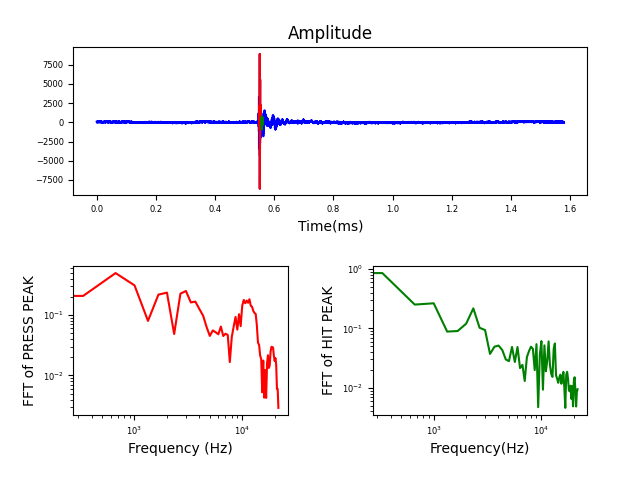 Amplitude
7500
5000
2500
0
−2500
−5000
−7500
0.0 0.2 0.4 0.6 0.8 1.0 1.2 1.4 1.6
Time(ms)
FFT of PRESS PEAK
10⁻¹
10⁻²
10³ 10⁴
Frequency (Hz)
FFT of HIT PEAK
10⁰
10⁻¹
10⁻²
10³ 10⁴
Frequency(Hz)